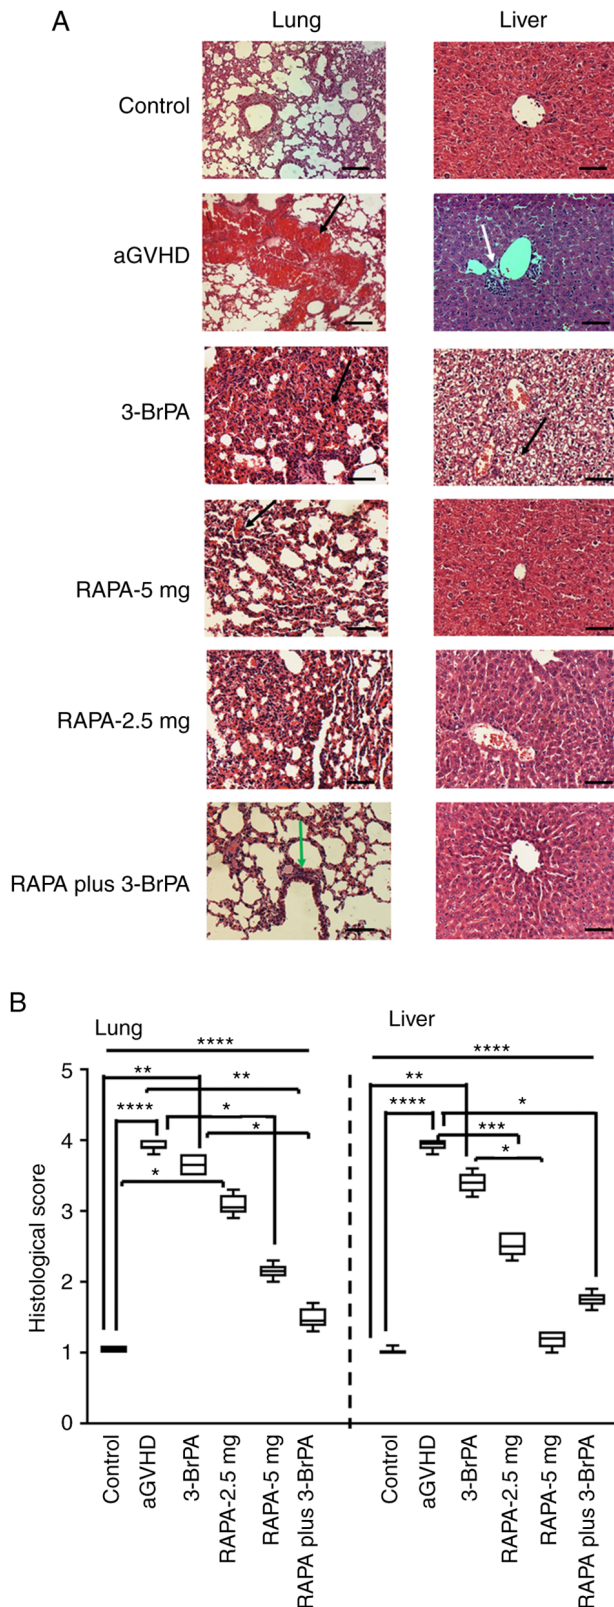 A
Lung
Liver
Control
aGVHD
3-BrPA
RAPA-5 mg
RAPA-2.5 mg
RAPA plus 3-BrPA
B
Lung
Liver
****
****
**
**
**
****
*
****
*
*
***
*
*
5
4
3
2
1
0
Histological score
Control
aGVHD
3-BrPA
RAPA-2.5 mg
RAPA-5 mg
RAPA plus 3-BrPA
Control
aGVHD
3-BrPA
RAPA-2.5 mg
RAPA-5 mg
RAPA plus 3-BrPA